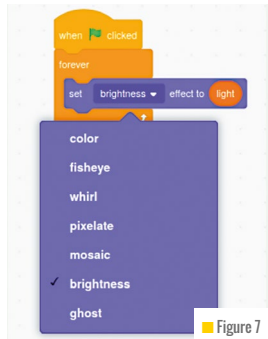 when clicked
forever
set brightness effect to light
color
fisheye
whirl
pixelate
mosaic
brightness
ghost
Figure 7